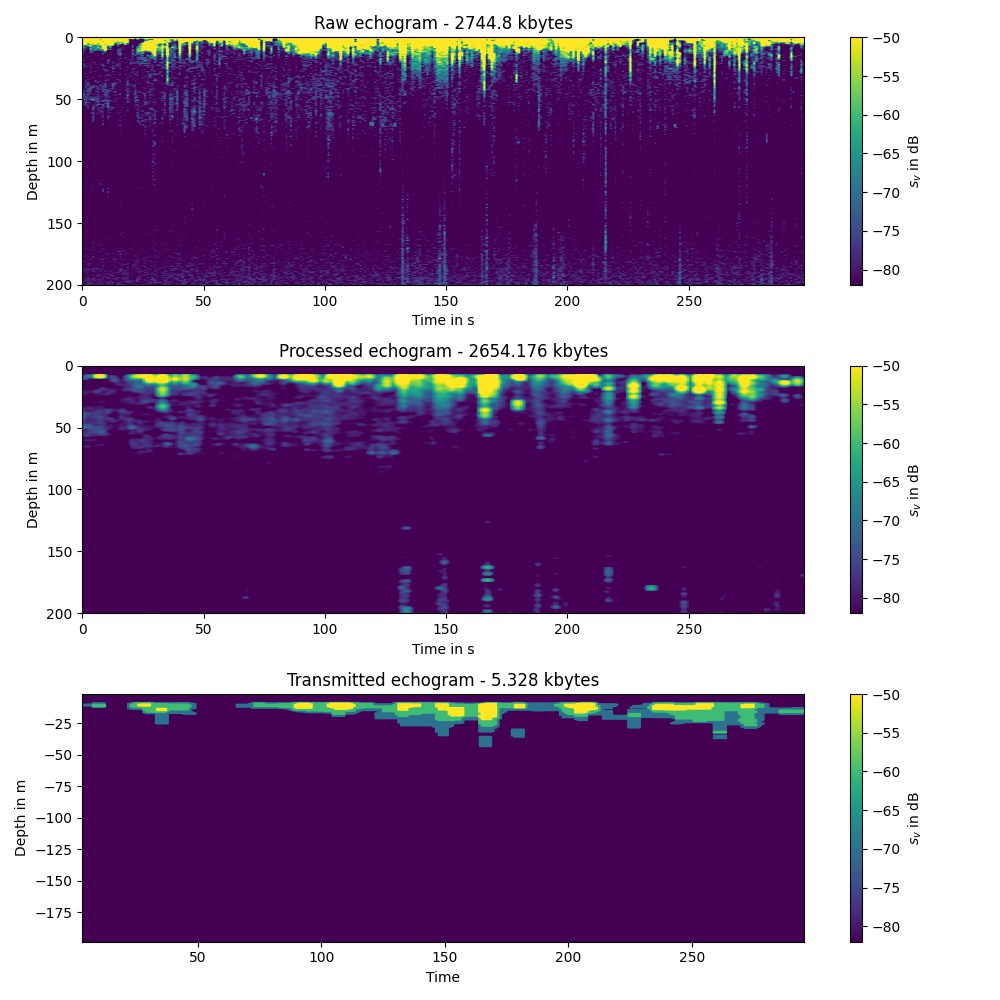 Raw echogram - 2744.8 kbytes
0
50
100
150
200
Depth in m
0 50 100 150 200 250
Time in s
−50
−55
−60
−65
−70
−75
−80
sv in dB
Processed echogram - 2654.176 kbytes
0
50
100
150
200
Depth in m
0 50 100 150 200 250
Time in s
−50
−55
−60
−65
−70
−75
−80
sv in dB
Transmitted echogram - 5.328 kbytes
−25
−50
−75
−100
−125
−150
−175
Depth in m
50 100 150 200 250
Time
−50
−55
−60
−65
−70
−75
−80
sv in dB